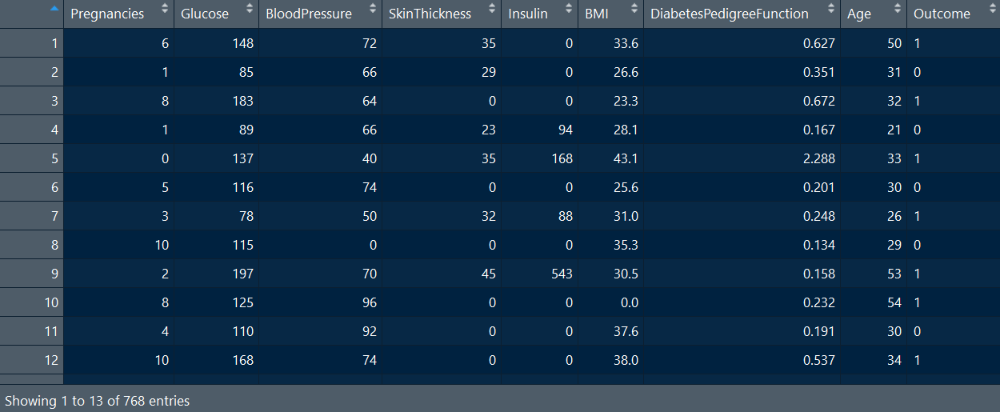 Pregnancies Glucose BloodPressure SkinThickness Insulin BMI DiabetesPedigreeFunction Age Outcome
1 6 148 72 35 0 33.6 0.627 50 1
2 1 85 66 29 0 26.6 0.351 31 0
3 8 183 64 0 0 23.3 0.672 32 1
4 1 89 66 23 94 28.1 0.167 21 0
5 0 137 40 35 168 43.1 2.288 33 1
6 5 116 74 0 0 25.6 0.201 30 0
7 3 78 50 32 88 31.0 0.248 26 1
8 10 115 0 0 0 35.3 0.134 29 0
9 2 197 70 45 543 30.5 0.158 53 1
10 8 125 96 0 0 0.0 0.232 54 1
11 4 110 92 0 0 37.6 0.191 30 0
12 10 168 74 0 0 38.0 0.537 34 1
Showing 1 to 13 of 768 entries